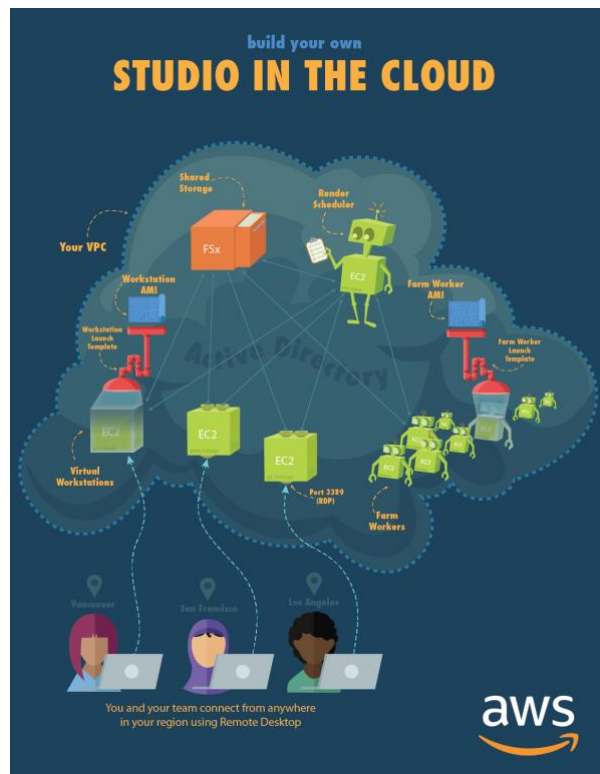 build your own
STUDIO IN THE CLOUD
Shared
Storage
Render
Scheduler
Your VPC
FSx
EC2
Workstation
AMI
Farm Worker
AMI
Workstation
Launch
Template
Farm Worker
Launch
Template
Active Directory
EC2
EC2
EC2
EC2
EC2
EC2
EC2
Virtual
Workstations
Port 3389
(RDP)
Farm
Workers
Vancouver
San Francisco
Los Angeles
You and your team connect from anywhere
in your region using Remote Desktop
aws